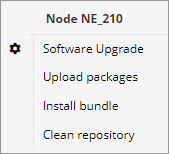 Node NE_210
Software Upgrade
Upload packages
Install bundle
Clean repository